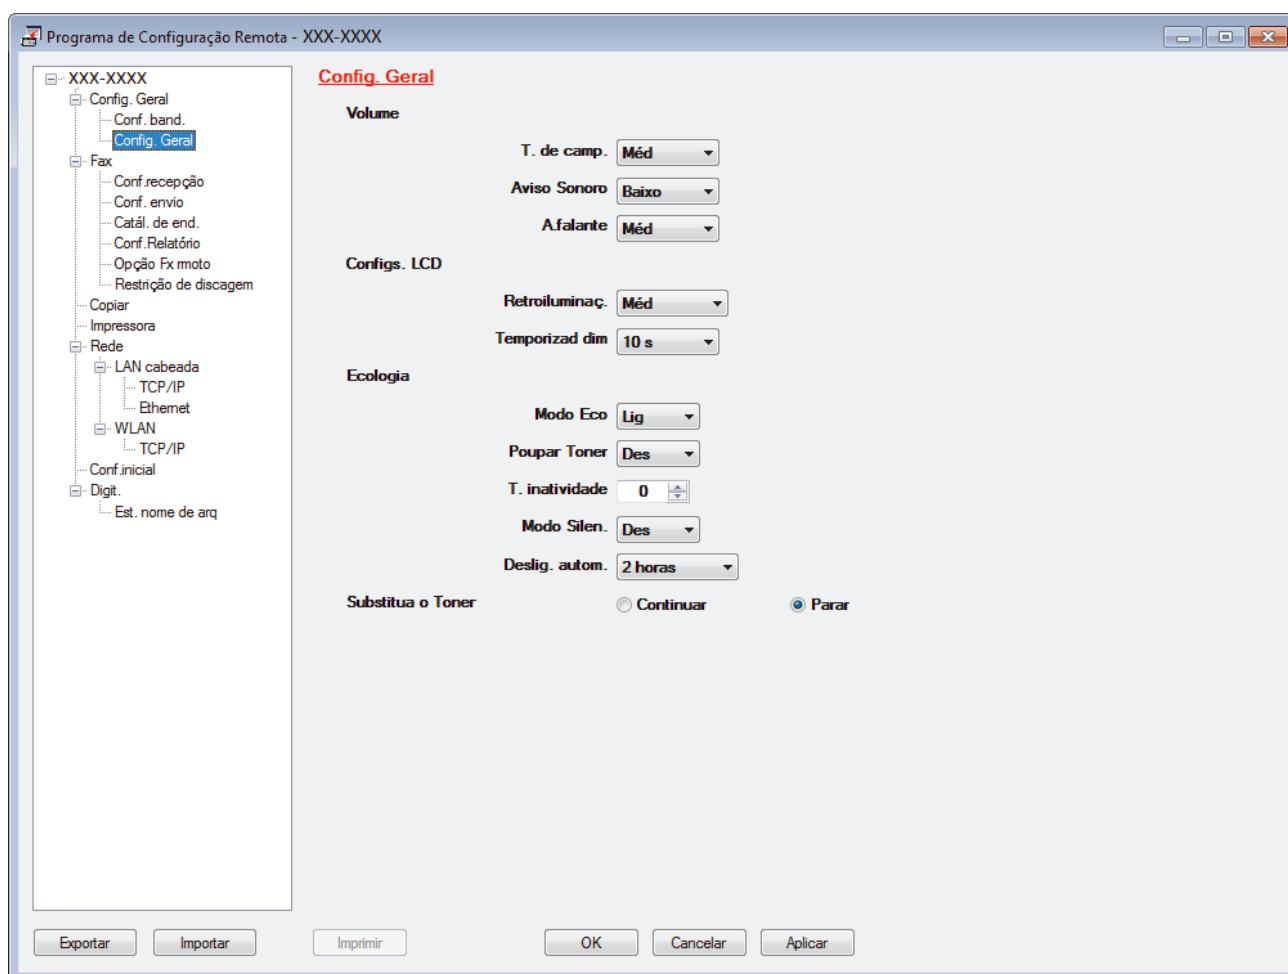 Programa de Configuração Remota - XXX-XXXX
XXX-XXXX
Config. Geral
Conf. band.
Config. Geral
Fax
Conf.recepção
Conf. envio
Catál. de end.
Conf.Relatório
Opção Fx rmoto
Restrição de discagem
Copiar
Impressora
Rede
LAN cabeada
TCP/IP
Ethernet
WLAN
TCP/IP
Conf.inicial
Digit.
Est. nome de arq
Config. Geral
Volume
T. de camp. Méd
Aviso Sonoro Baixo
A.falante Méd
Configs. LCD
Retroiluminaç. Méd
Temporizad dim 10 s
Ecologia
Modo Eco Lig
Poupar Toner Des
T. inatividade 0
Modo Silen. Des
Deslig. autom. 2 horas
Substitua o Toner Continuar Parar
Exportar Importar Imprimir OK Cancelar Aplicar